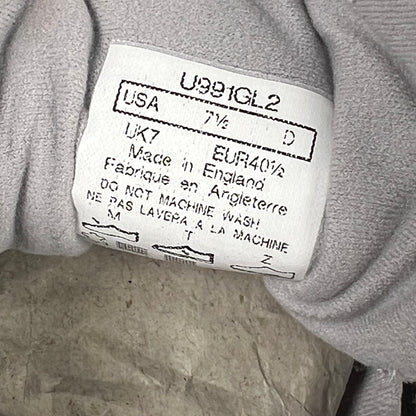 U991GL2
USA 7½ D
UK7 EUR40½
Made in England
Fabrique en Angleterre
DO NOT MACHINE WASH
NE PAS LAVER A LA MACHINE
M T Z